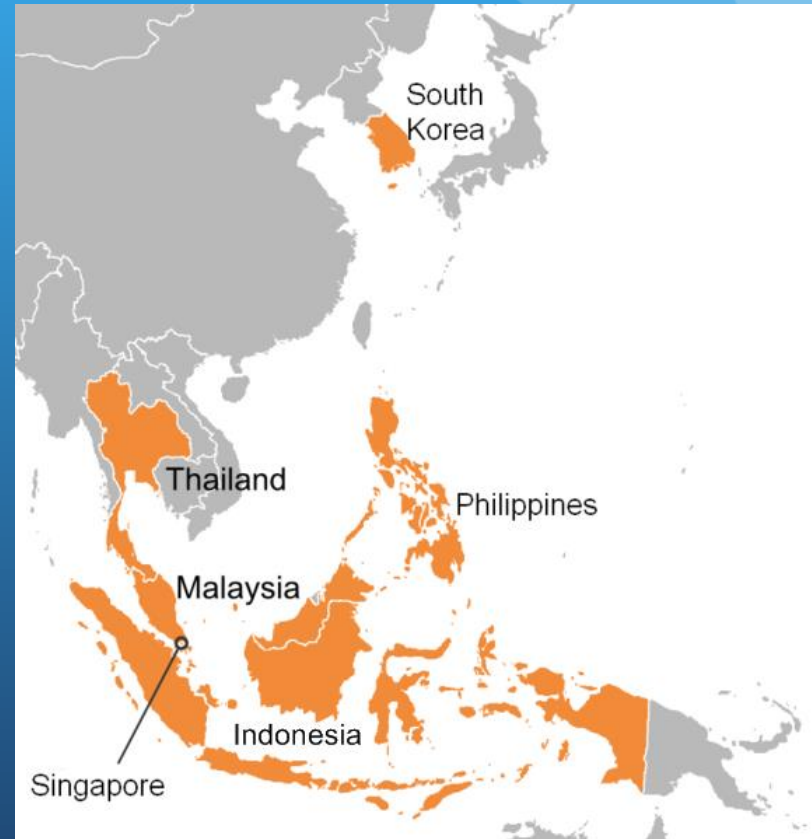 South
Korea
Thailand
Philippines
Malaysia
Indonesia
Singapore